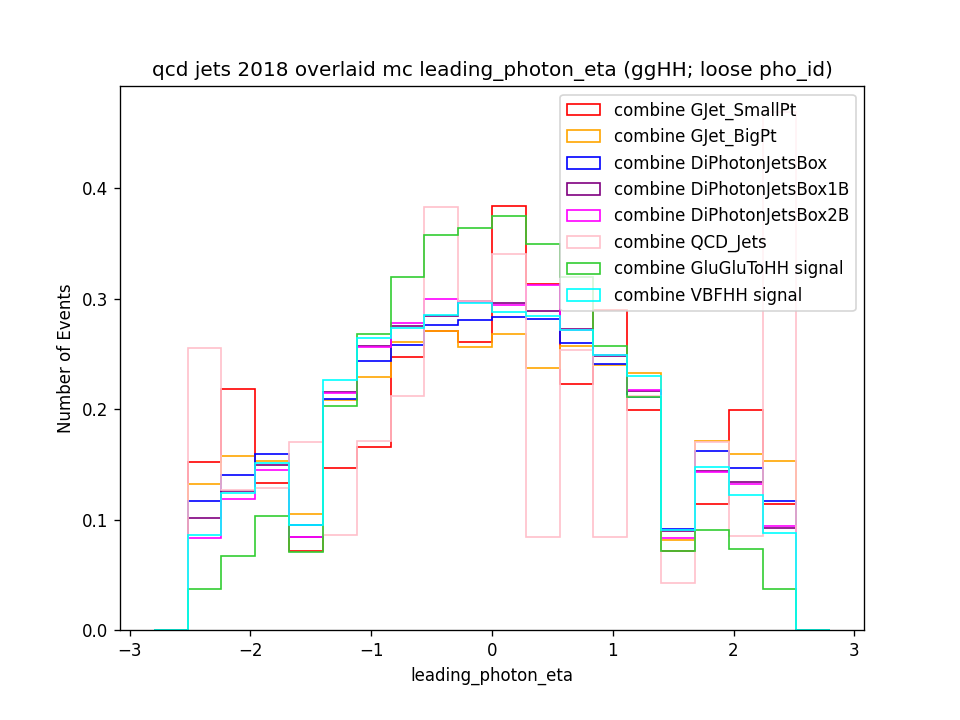 qcd jets 2018 overlaid mc leading_photon_eta (ggHH; loose pho_id)
combine GJet_SmallPt
combine GJet_BigPt
combine DiPhotonJetsBox
combine DiPhotonJetsBox1B
combine DiPhotonJetsBox2B
combine QCD_Jets
combine GluGluToHH signal
combine VBFHH signal
Number of Events
0.4
0.3
0.2
0.1
0.0
−3 −2 −1 0 1 2 3
leading_photon_eta